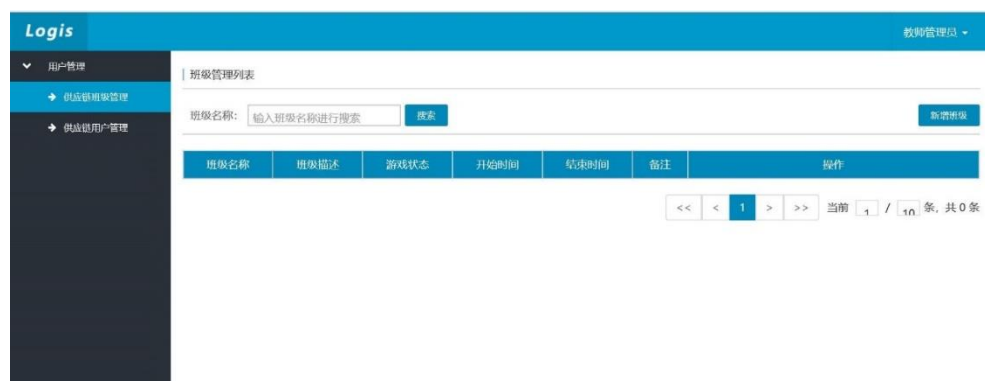 Logis
教师管理员
用户管理
班级管理列表
供应链班级管理
班级名称: 输入班级名称进行搜索 搜索 新增班级
供应链用户管理
班级名称 班级描述 游戏状态 开始时间 结束时间 备注 操作
<< < 1 > >> 当前 1 / 10 条, 共 0 条